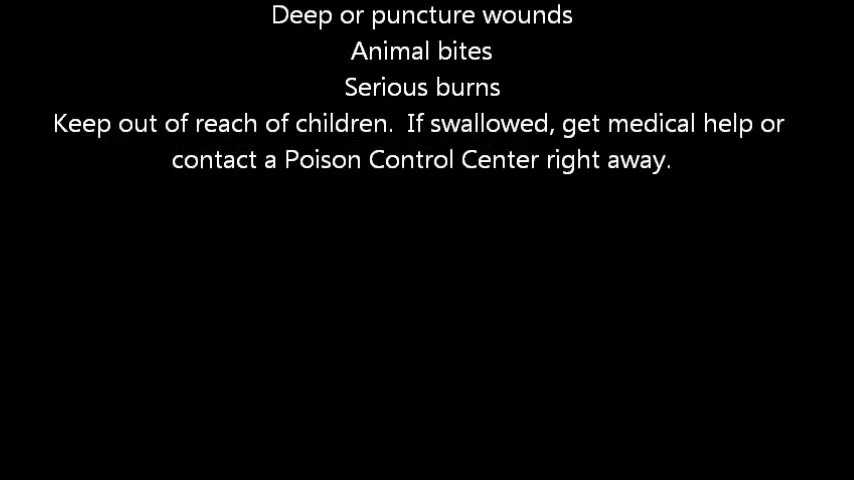 Deep or puncture wounds
Animal bites
Serious burns
Keep out of reach of children.  If swallowed, get medical help or
contact a Poison Control Center right away.